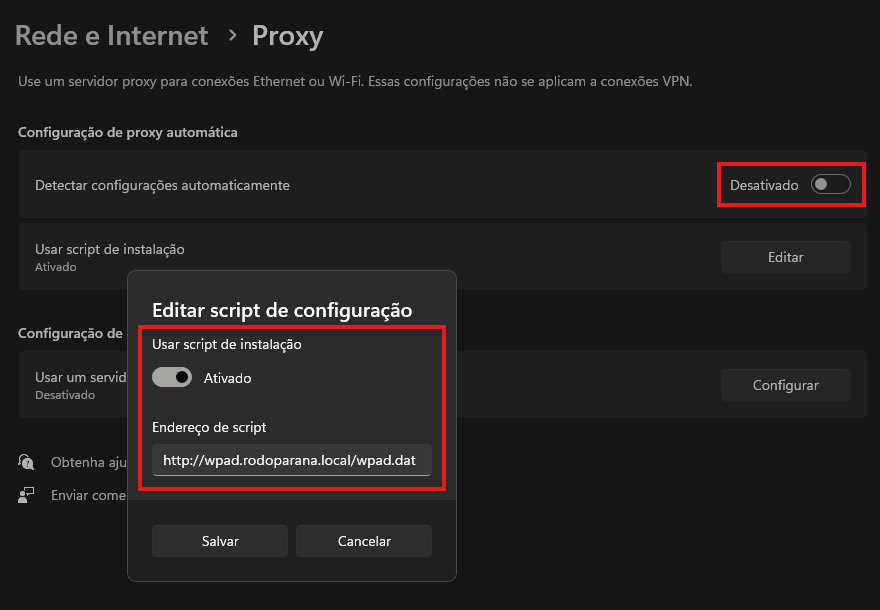 Rede e Internet > Proxy
Use um servidor proxy para conexões Ethernet ou Wi-Fi. Essas configurações não se aplicam a conexões VPN.
Configuração de proxy automática
Detectar configurações automaticamente
Desativado
Usar script de instalação
Ativado
Editar
Editar script de configuração
Usar script de instalação
Ativado
Endereço de script
http://wpad.rodoparana.local/wpad.dat
Salvar
Cancelar
Configuração de
Usar um servid
Desativado
Configurar
Obtenha aju
Enviar come